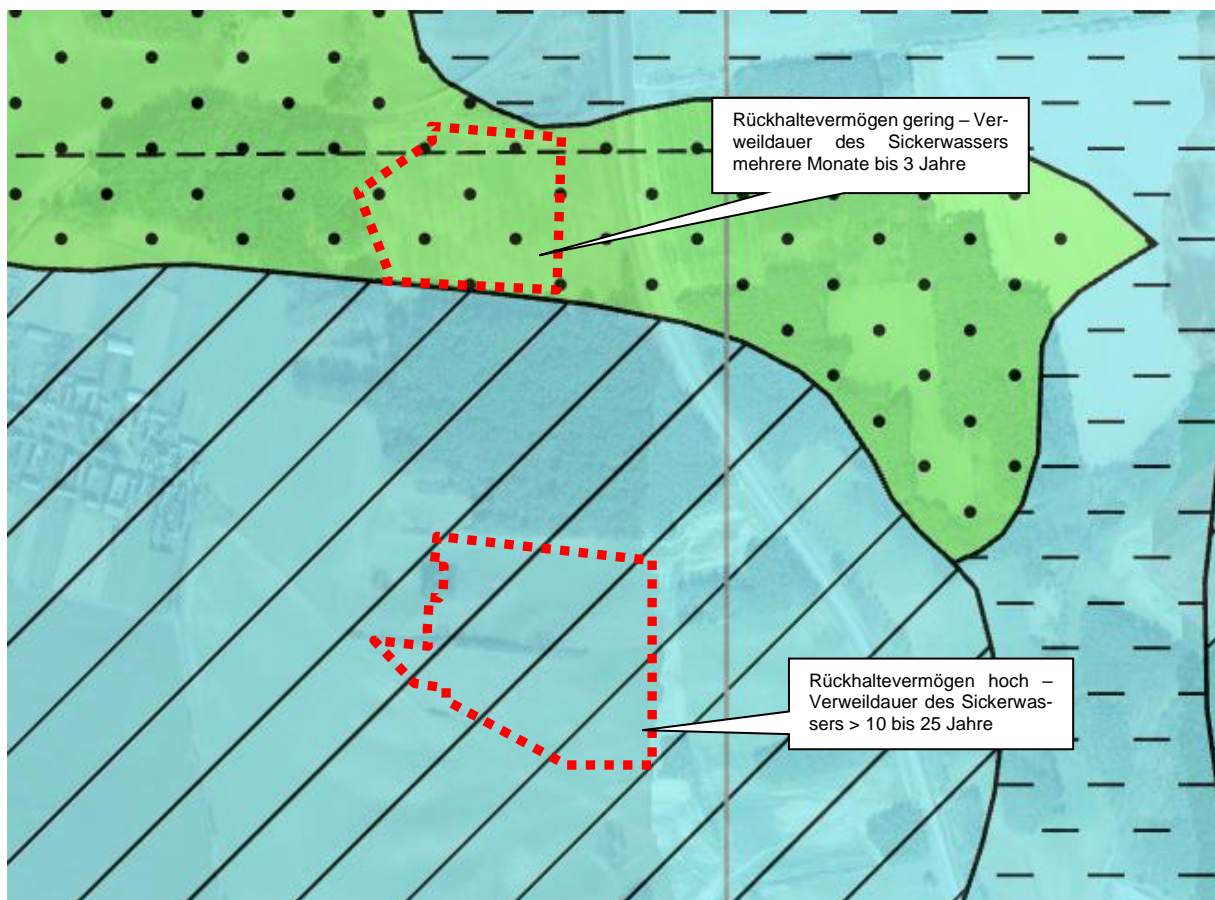 Rückhaltevermögen gering – Ver-
weildauer des Sickerwassers
mehrere Monate bis 3 Jahre
Rückhaltevermögen hoch –
Verweildauer des Sickerwas-
sers > 10 bis 25 Jahre